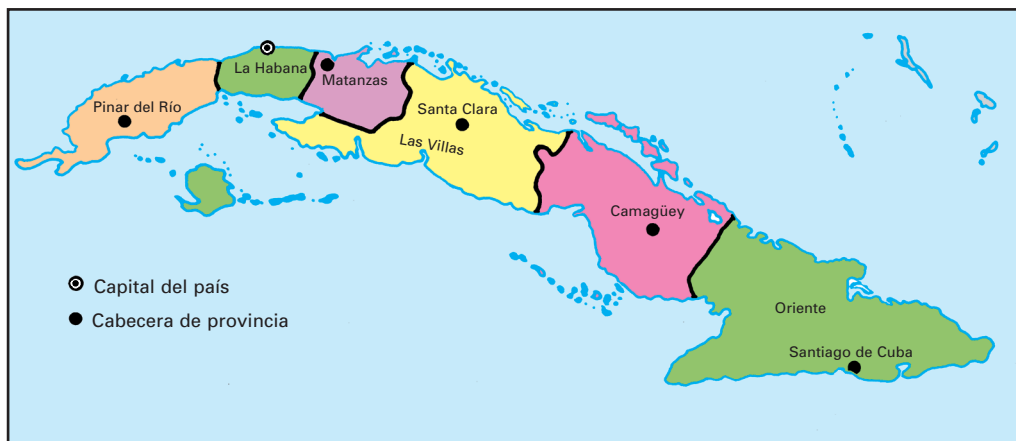 La Habana
Matanzas
Pinar del Río
Santa Clara
Las Villas
Camagüey
Capital del país
Cabecera de provincia
Oriente
Santiago de Cuba